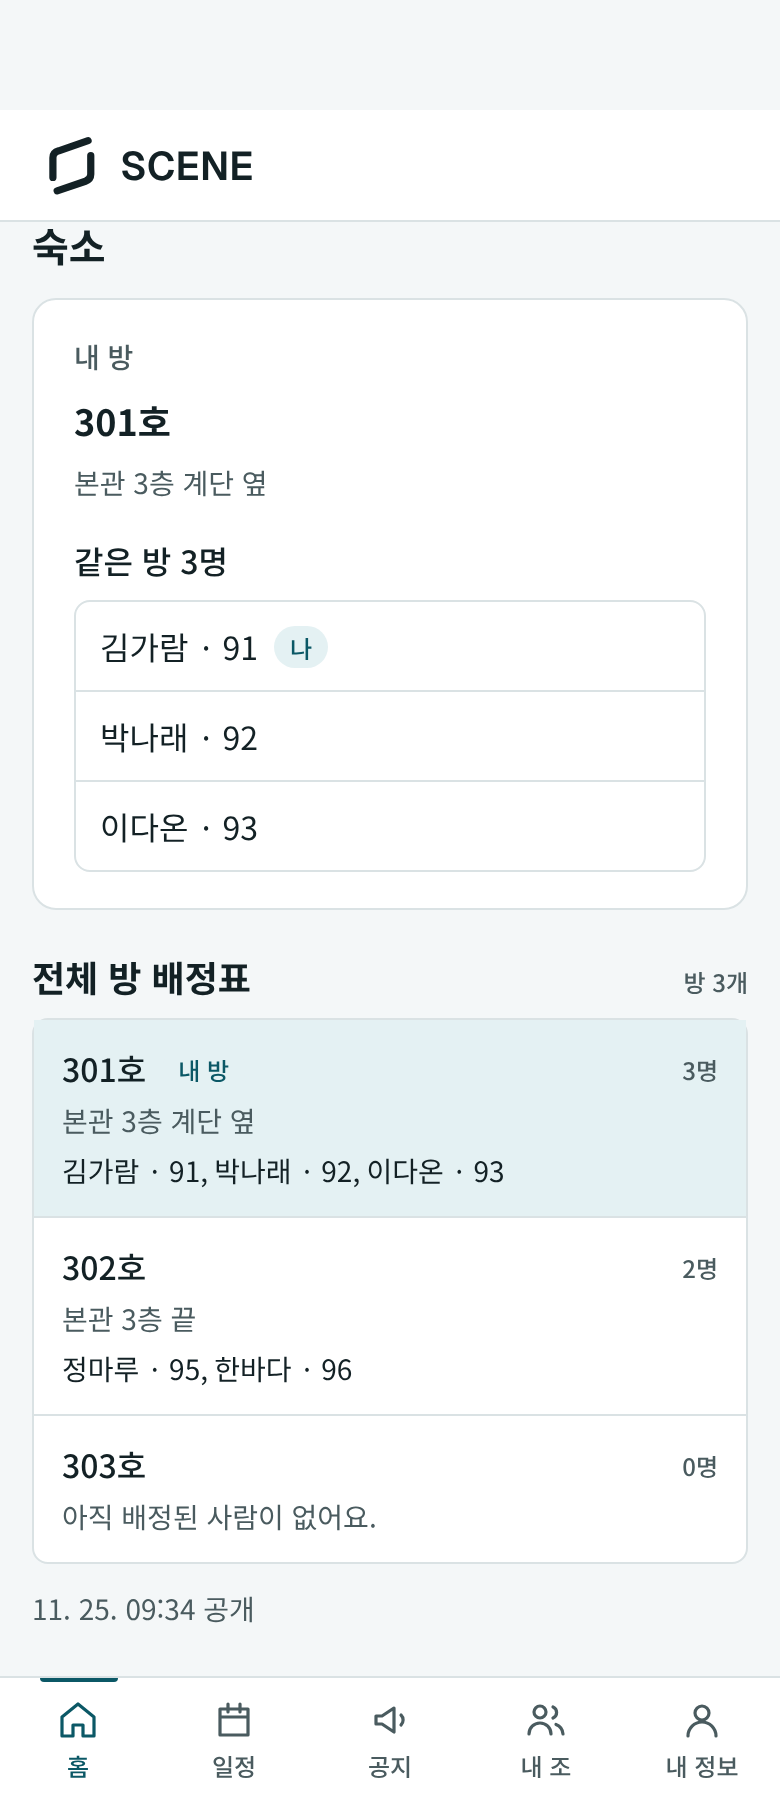 SCENE
숙소
내 방
301호
본관 3층 계단 옆
같은 방 3명
김가람 · 91 나
박나래 · 92
이다온 · 93
전체 방 배정표 방 3개
301호 내 방 3명
본관 3층 계단 옆
김가람 · 91, 박나래 · 92, 이다온 · 93
302호 2명
본관 3층 끝
정마루 · 95, 한바다 · 96
303호 0명
아직 배정된 사람이 없어요.
11. 25. 09:34 공개
홈 일정 공지 내 조 내 정보